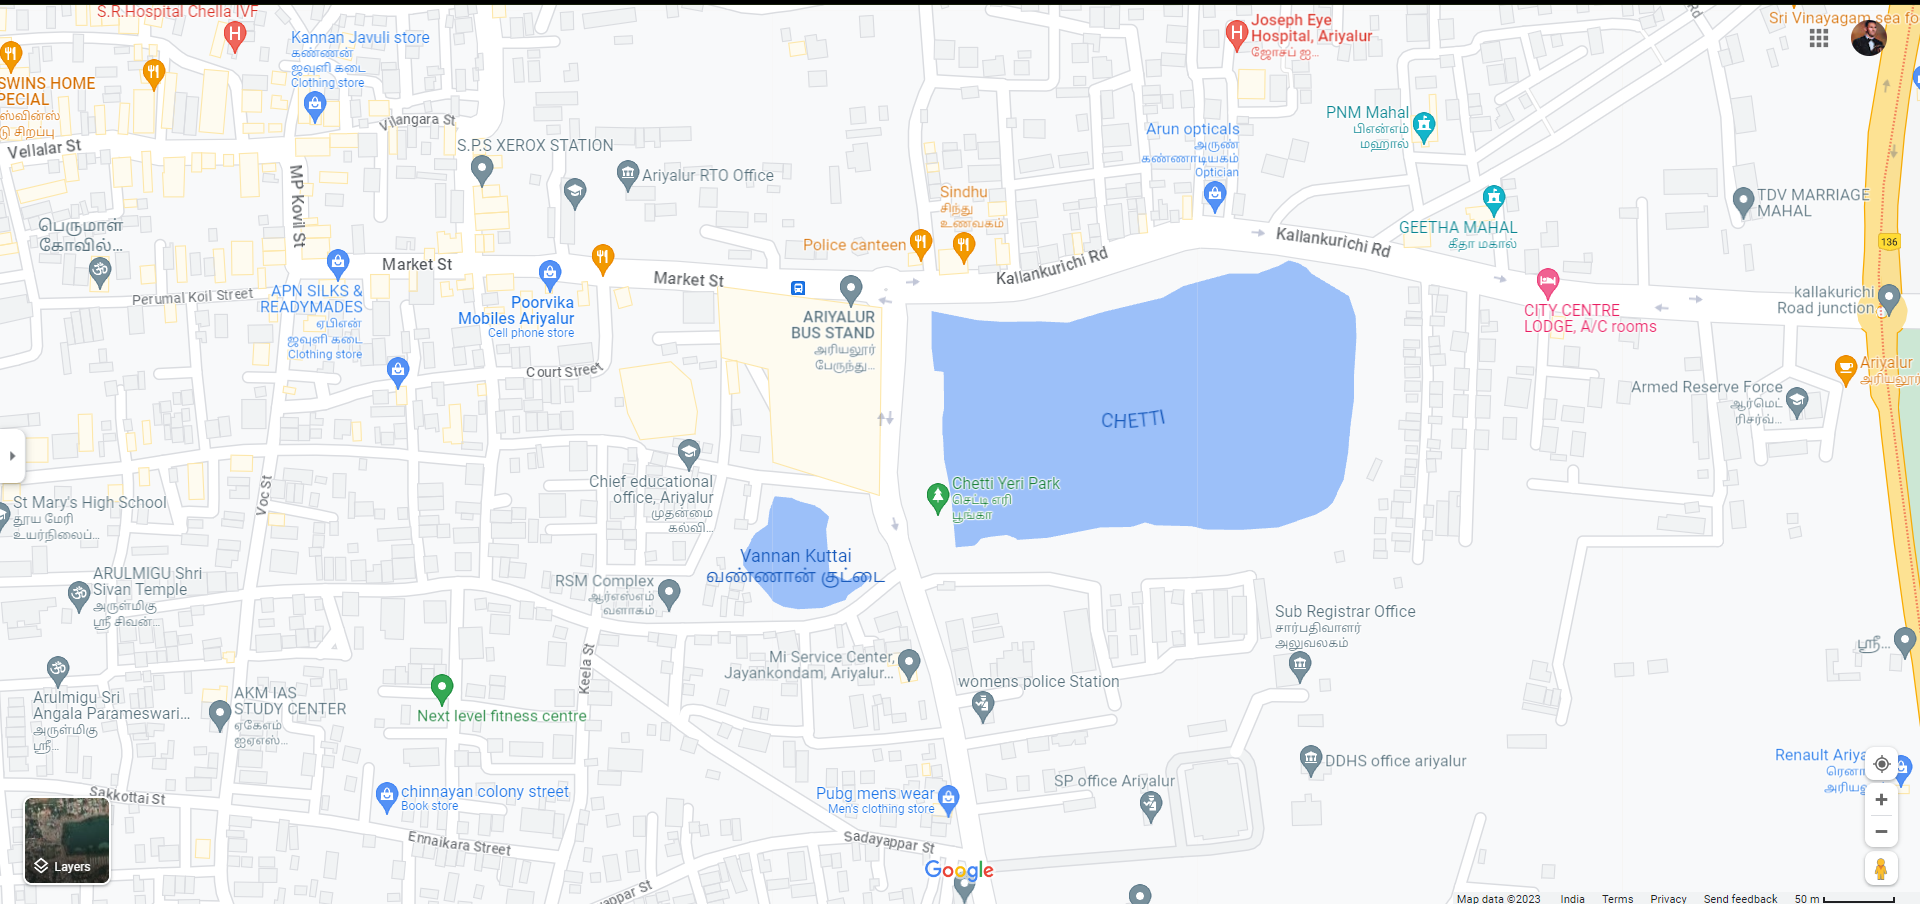 S.R.Hospital Chella IVF
Kannan Javuli store
கண்ணன்
ஜவுளி கடை
Clothing store
SWINS HOME
PECIAL
ஸ்வின்ஸ்
டு சிறப்பு
Vellalar St
Vilangara St
MP Kovil St
S.P.S XEROX STATION
Ariyalur RTO Office
Joseph Eye
Hospital, Ariyalur
ஜோசப் ஐ...
Sri Vinayagam sea fo
Rd
PNM Mahal
பிஎன்எம்
மஹால்
Arun opticals
அருண்
கண்ணாடியகம்
Optician
Sindhu
சிந்து
உணவகம்
Police canteen
TDV MARRIAGE
MAHAL
GEETHA MAHAL
கீதா மகால்
136
பெருமாள்
கோவில்...
Market St
Market St
Kallankurichi Rd
Kallankurichi Rd
Perumal Koil Street
APN SILKS &
READYMADES
ஏபிஎன்
ஜவுளி கடை
Clothing store
Poorvika
Mobiles Ariyalur
Cell phone store
ARIYALUR
BUS STAND
அரியலூர்
பேருந்து...
CITY CENTRE
LODGE, A/C rooms
kallakurichi
Road junction
Court Street
Ariyalur
அரியலூர்
Armed Reserve Force
ஆர்மெட்
ரிசர்வ்...
CHETTI
Chetti Yeri Park
செட்டி ஏரி
பூங்கா
Chief educational
office, Ariyalur
முதன்மை
கல்வி...
VOC St
St Mary's High School
தூய மேரி
உயர்நிலைப்...
Vannan Kuttai
வண்ணான் குட்டை
ARULMIGU Shri
Sivan Temple
அருள்மிகு
ஸ்ரீ சிவன்...
RSM Complex
ஆர்எஸ்எம்
வளாகம்
Sub Registrar Office
சார்பதிவாளர்
அலுவலகம்
ஸ்ரீ...
Keela St
Mi Service Center,
Jayankondam, Ariyalur...
womens police Station
Arulmigu Sri
Angala Parameswari...
அருள்மிகு
ஸ்ரீ...
AKM IAS
STUDY CENTER
ஏகேஎம்
ஐஏஎஸ்...
Next level fitness centre
DDHS office ariyalur
Renault Ariya
SP office Ariyalur
Pubg mens wear
Men's clothing store
chinnayan colony street
Book store
Sakkottai St
Ennaikara Street
Sadayappar St
appar St
Layers
Google
Map data ©2023 India Terms Privacy Send feedback 50 m